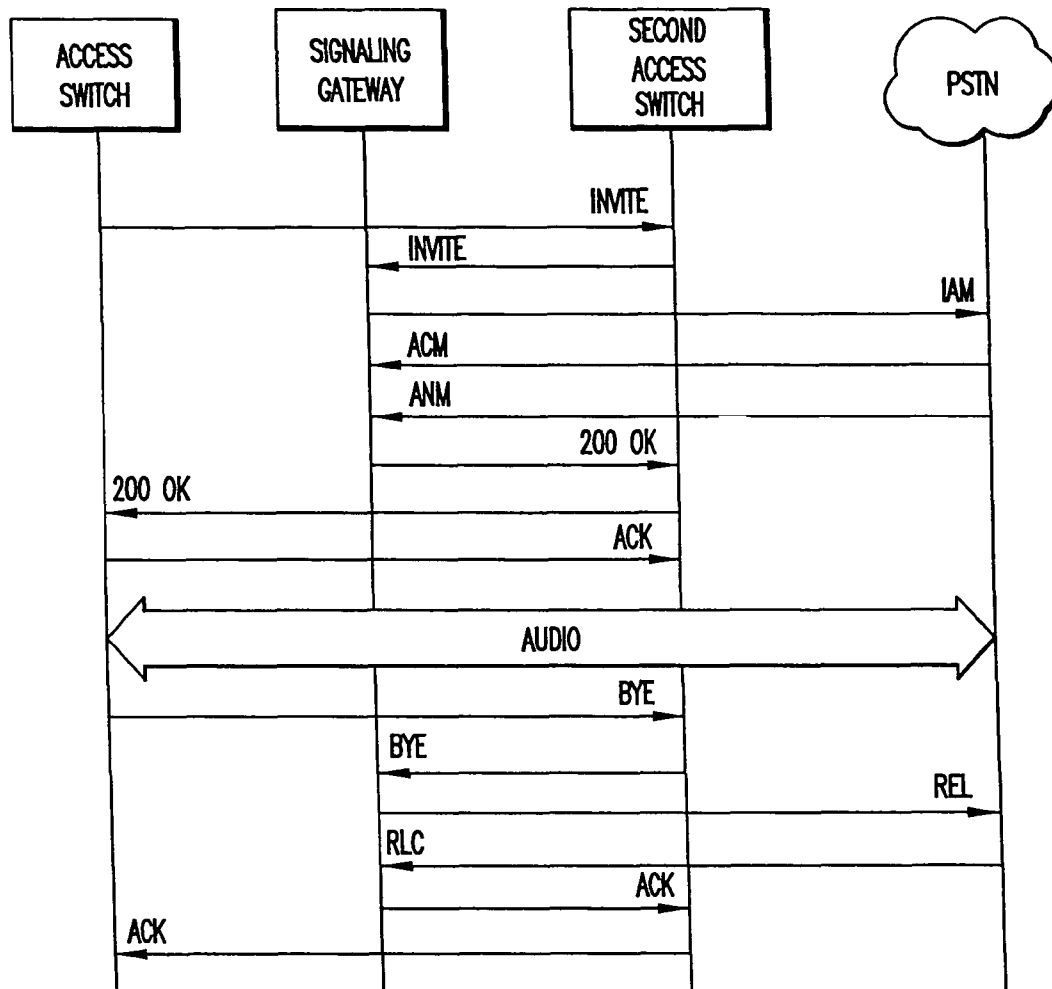 ACCESS
SWITCH
SIGNALING
GATEWAY
SECOND
ACCESS
SWITCH
PSTN
INVITE
INVITE
IAM
ACM
ANM
200 OK
200 OK
ACK
AUDIO
BYE
BYE
REL
RLC
ACK
ACK